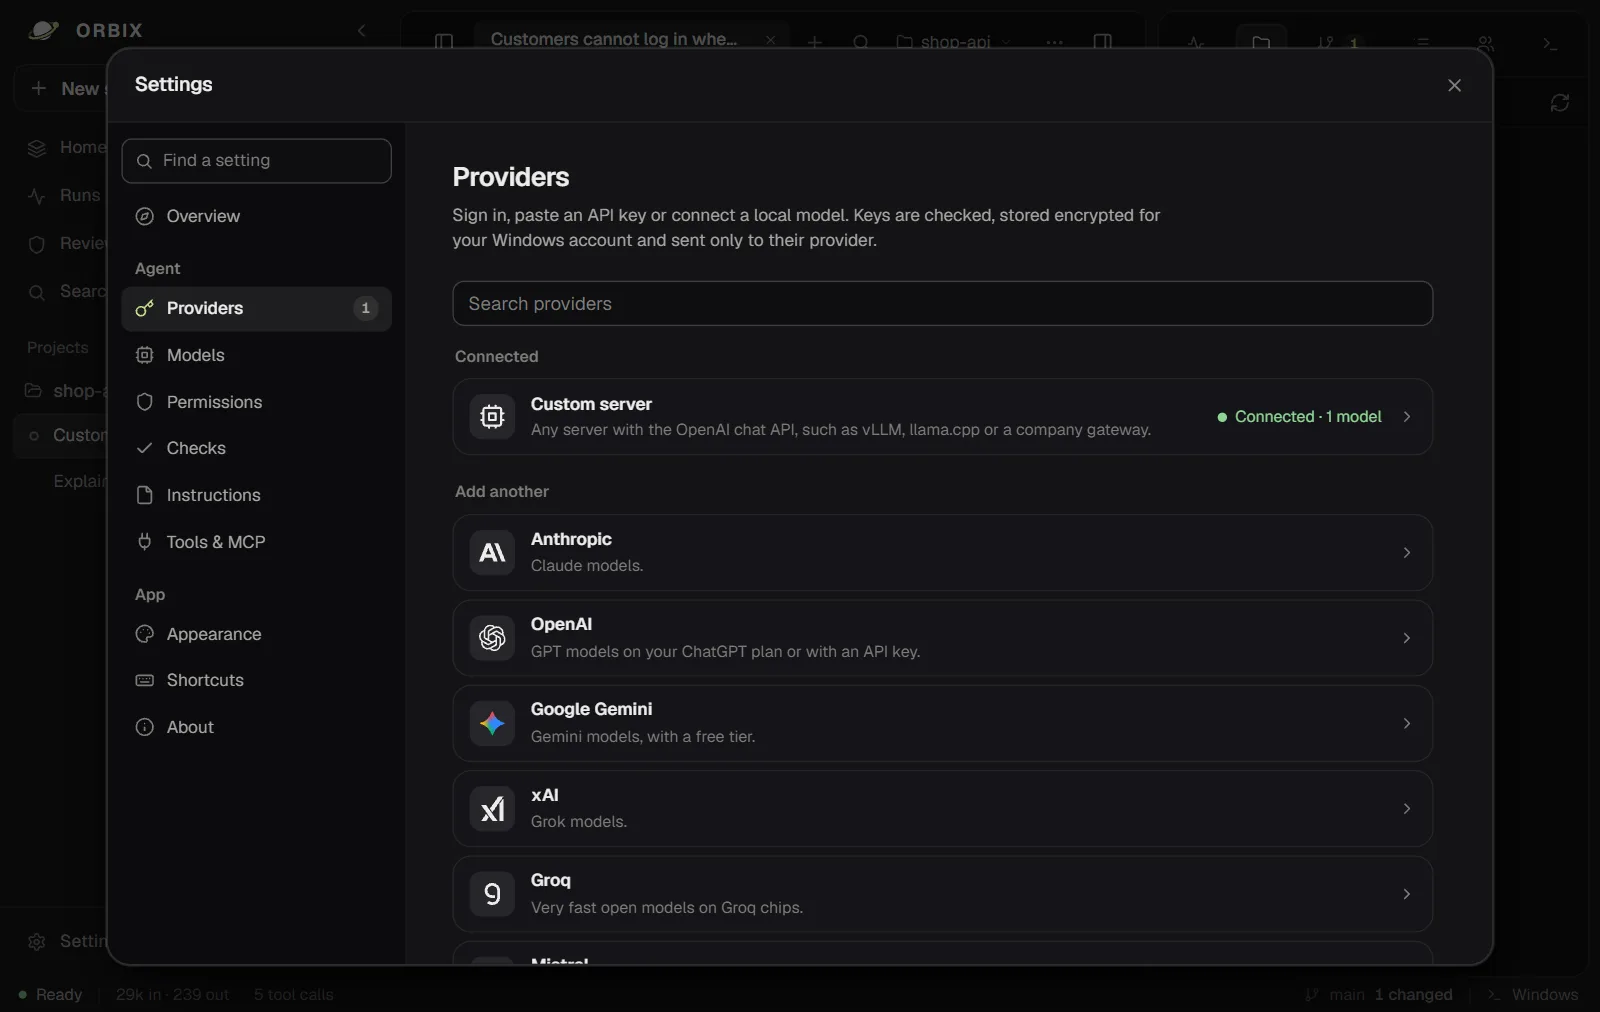 ORBIX
Customers cannot log in whe...
shop-api
1
New
Settings
Home
Runs
Find a setting
Overview
Agent
Providers
1
Models
Permissions
Checks
Instructions
Tools & MCP
App
Appearance
Shortcuts
About
Projects
Providers
Sign in, paste an API key or connect a local model. Keys are checked, stored encrypted for
your Windows account and sent only to their provider.
Search providers
Connected
Custom server
Any server with the OpenAI chat API, such as vLLM, llama.cpp or a company gateway.
Connected · 1 model
Add another
Anthropic
Claude models.
OpenAI
GPT models on your ChatGPT plan or with an API key.
Google Gemini
Gemini models, with a free tier.
xAI
Grok models.
Groq
Very fast open models on Groq chips.
Mistral
Ready
29k in · 239 out
5 tool calls
main
1 changed
Windows